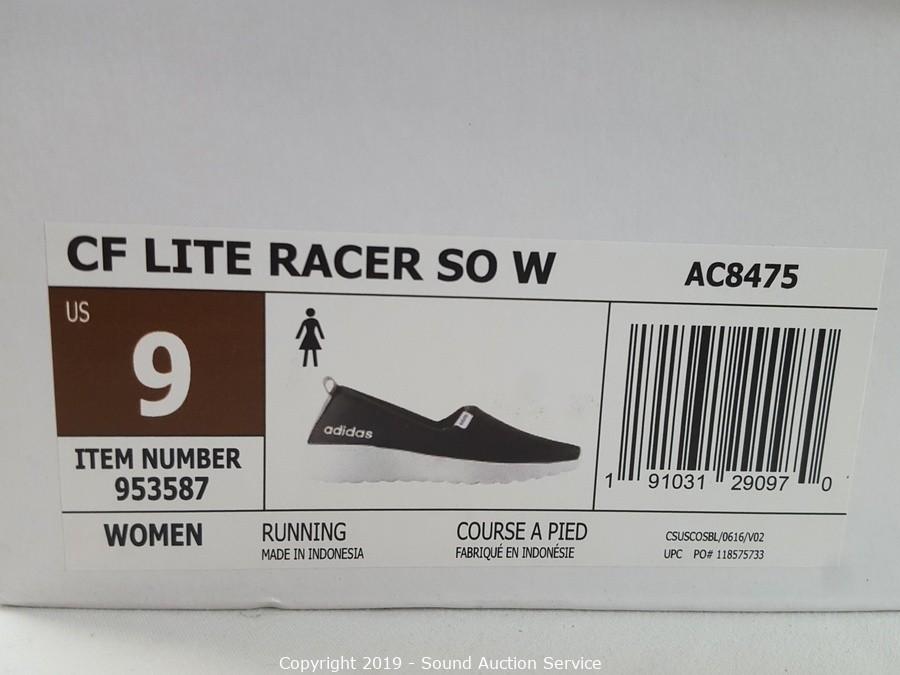 CF LITE RACER SO W AC8475
US
9
ITEM NUMBER
953587
adidas
1 91031 29097 0
WOMEN
RUNNING
MADE IN INDONESIA
COURSE A PIED
FABRIQUÉ EN INDONÉSIE
CSUSCOSBL/0616/V02
UPC PO# 118575733
Copyright 2019 - Sound Auction Service